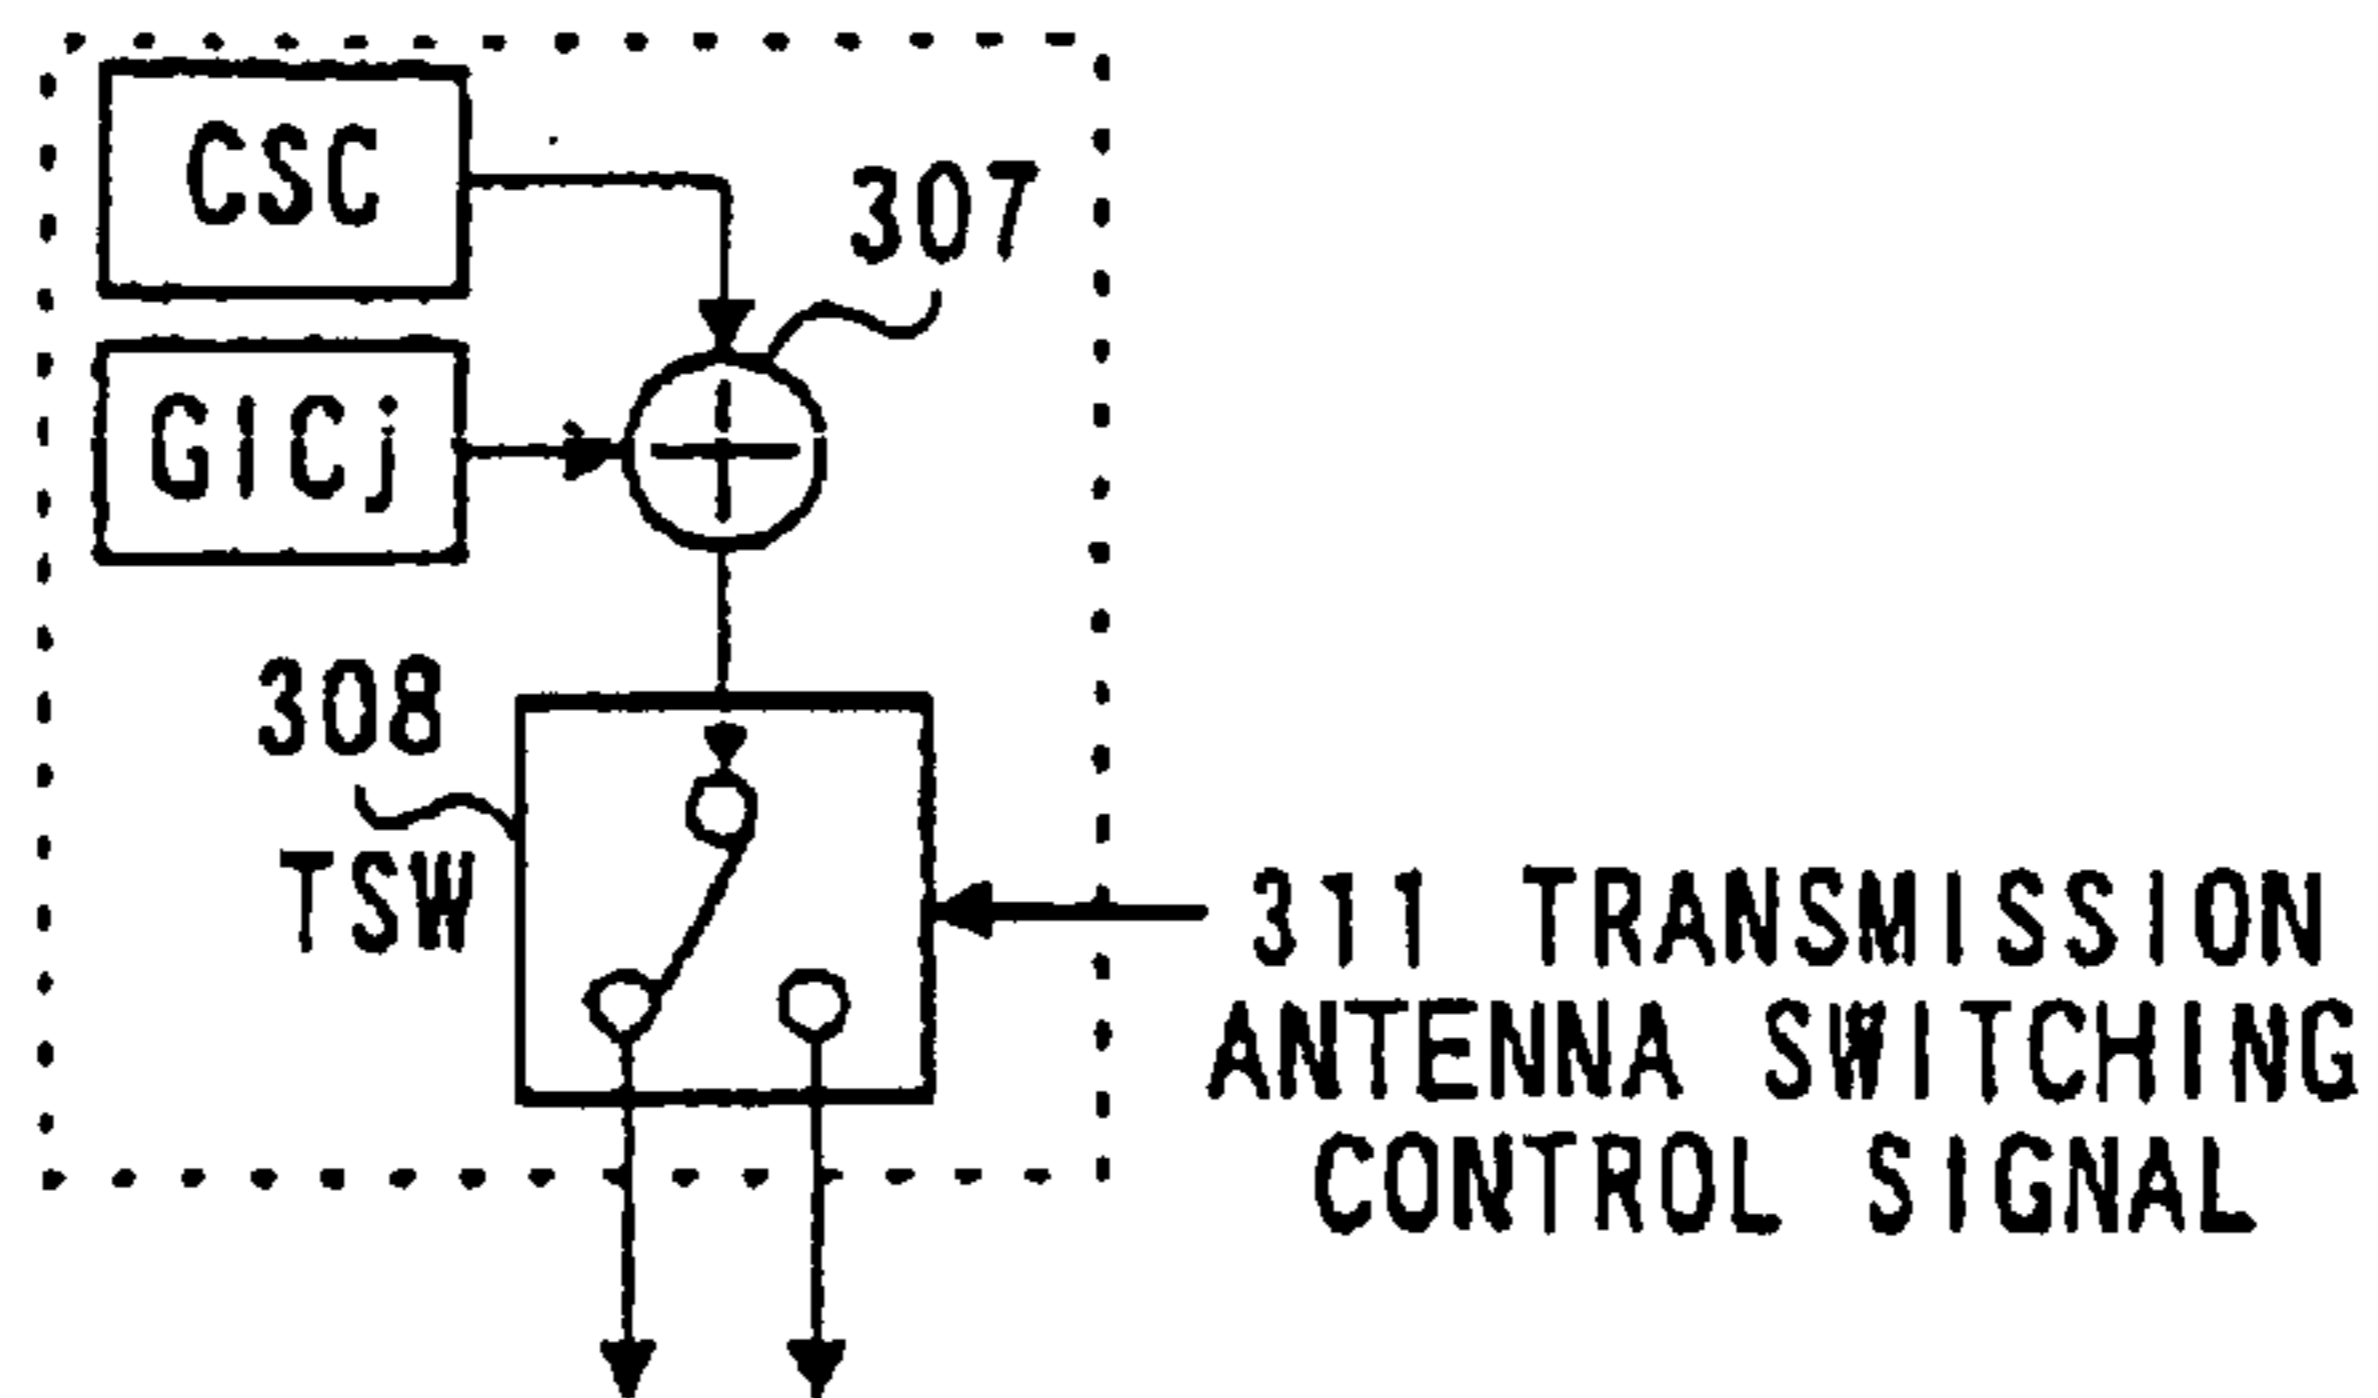 CSC
307
GICj
308
TSW
311 TRANSMISSION
ANTENNA SWITCHING
CONTROL SIGNAL